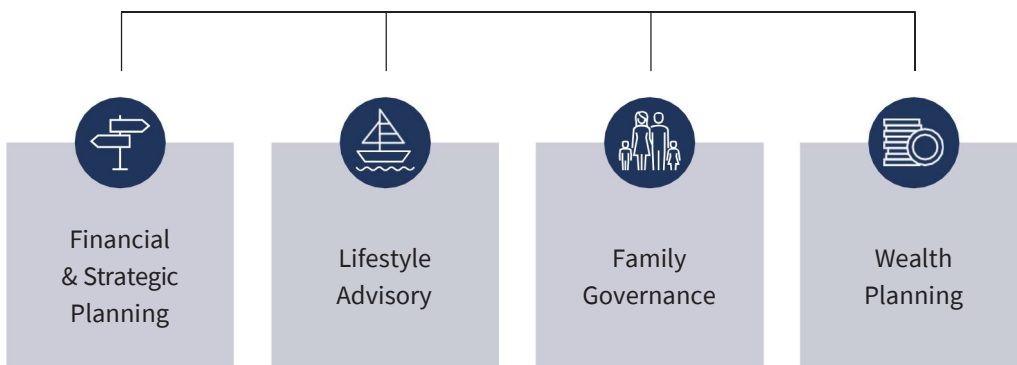 Financial
& Strategic
Planning
Lifestyle
Advisory
Family
Governance
Wealth
Planning